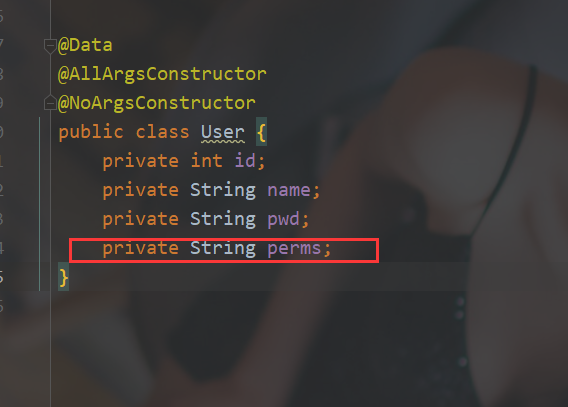 @Data
@AllArgsConstructor
@NoArgsConstructor
public class User {
private int id;
private String name;
private String pwd;
private String perms;
}